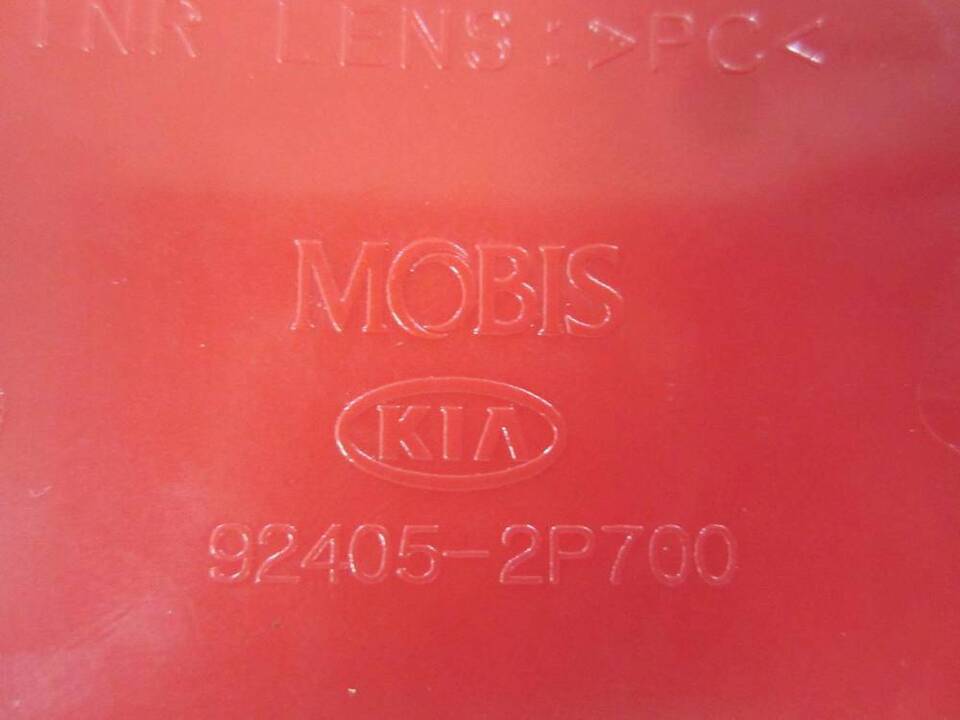 INR LENS:>PC<
MOBIS
KIA
92405-2P700